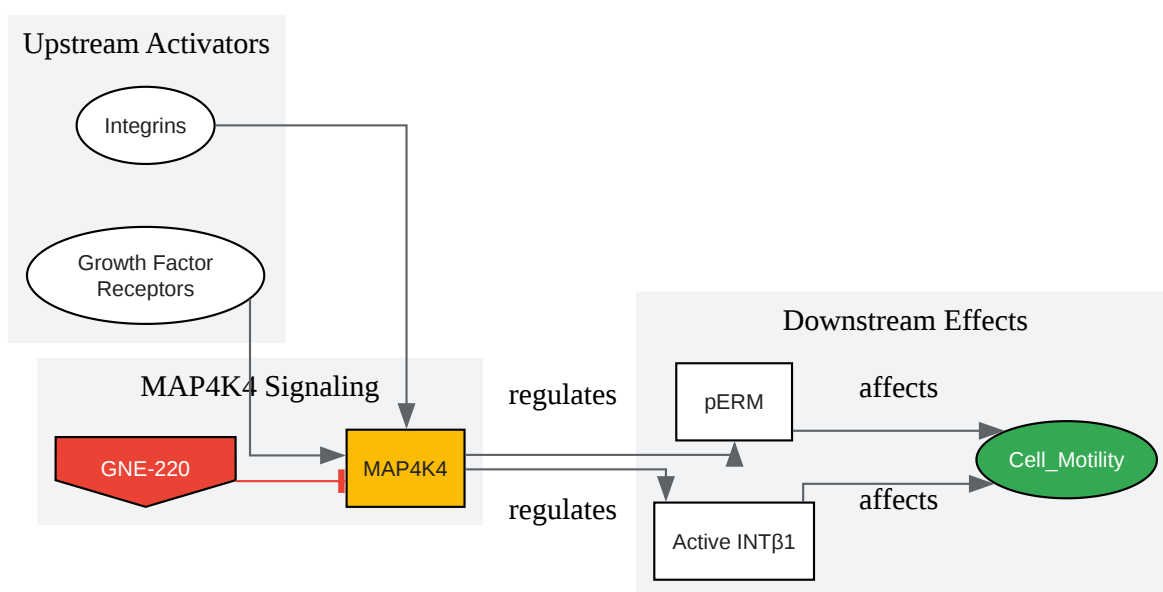 Upstream Activators
Integrins
Growth Factor
Receptors
MAP4K4 Signaling
GNE-220
MAP4K4
regulates
regulates
Downstream Effects
pERM
affects
Cell_Motility
affects
Active INTβ1